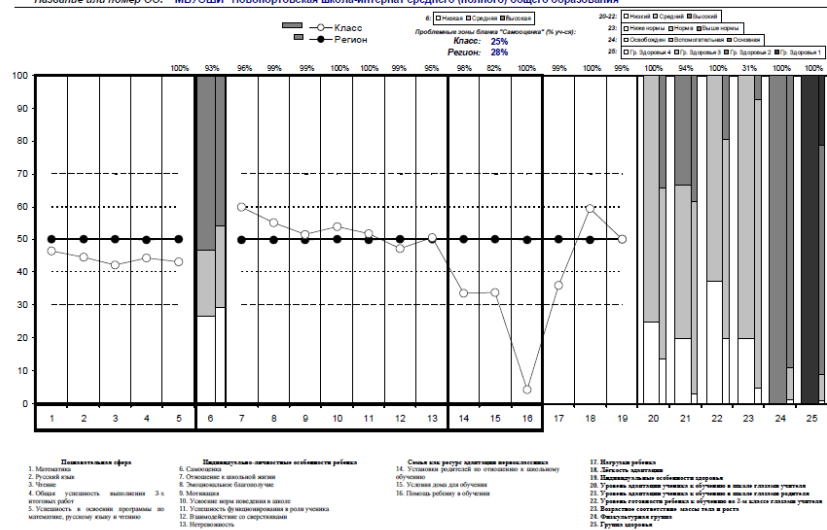 Название или номер ОО: МБУОШИ "Новопортовская школа-интернат среднего (полного) общего образования
Класс
Регион
6: Низкая Средняя Высокая
Проблемные зоны бланка "Самооценка" (% уч-ся):
Класс: 25%
Регион: 28%
20-22: Низкий Средний Высокий
23: Ниже нормы Норма Выше нормы
24: Освобожден Вспомогательная Основная
25: Гр. Здоровья 4 Гр. Здоровья 3 Гр. Здоровья 2 Гр. Здоровья 1
100% 93% 96% 99% 99% 100% 100% 99% 95% 98% 82% 100% 99% 100% 99% 100% 94% 100% 31% 100% 100%
100
90
80
70
60
50
40
30
20
10
0
1 2 3 4 5 6 7 8 9 10 11 12 13 14 15 16 17 18 19 20 21 22 23 24 25
Познавательная сфера
1. Математика
2. Русский язык
3. Чтение
4. Общая успешность выполнения 3-х
итоговых работ
5. Успешность в освоении программы по
математике, русскому языку и чтению
Индивидуально-личностные особенности ребенка
6. Самооценка
7. Отношение к школьной жизни
8. Эмоциональное благополучие
9. Мотивация
10. Усвоение норм поведения в школе
11. Успешность функционирования в роли ученика
12. Взаимодействие со сверстниками
13. Нетревожность
Семья как ресурс адаптации первоклассника
14. Установки родителей по отношению к школьному
обучению
15. Условия дома для обучения
16. Помощь ребенку в обучении
17. Нагрузки ребенка
18. Лёгкость адаптации
19. Индивидуальные особенности здоровья
20. Уровень адаптации ученика к обучению в школе глазами учителя
21. Уровень адаптации ученика к обучению в школе глазами родителя
22. Уровень готовности ребенка к обучению во 2-м классе глазами учителя
23. Возрастное соответствие массы тела и роста
24. Физкультурная группа
25. Группа здоровья